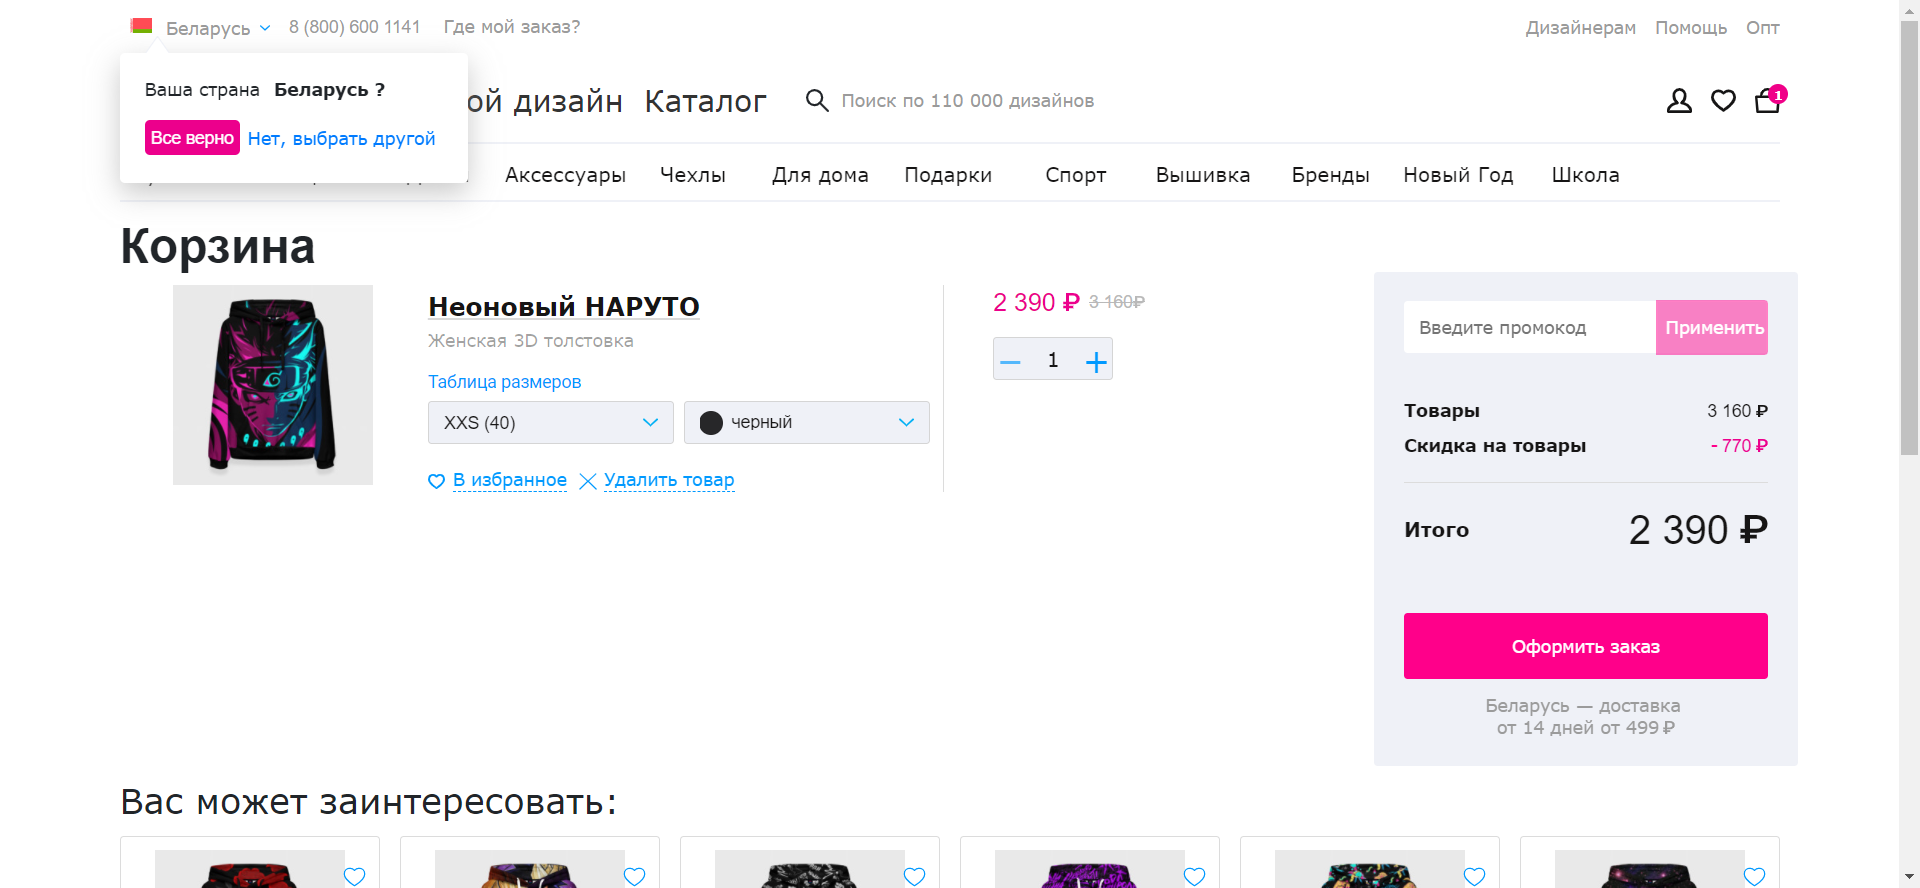 Беларусь
8 (800) 600 1141
Где мой заказ?
Дизайнерам
Помощь
Опт
Ваша страна Беларусь ?
Все верно
Нет, выбрать другой
дизайн
Каталог
Поиск по 110 000 дизайнов
1
Аксессуары
Чехлы
Для дома
Подарки
Спорт
Вышивка
Бренды
Новый Год
Школа
Корзина
Неоновый НАРУТО
Женская 3D толстовка
Таблица размеров
XXS (40)
черный
В избранное
Удалить товар
2 390 ₽ 3 160₽
1
Введите промокод
Применить
Товары 3 160 ₽
Скидка на товары - 770 ₽
Итого 2 390 ₽
Оформить заказ
Беларусь — доставка
от 14 дней от 499 ₽
Вас может заинтересовать: